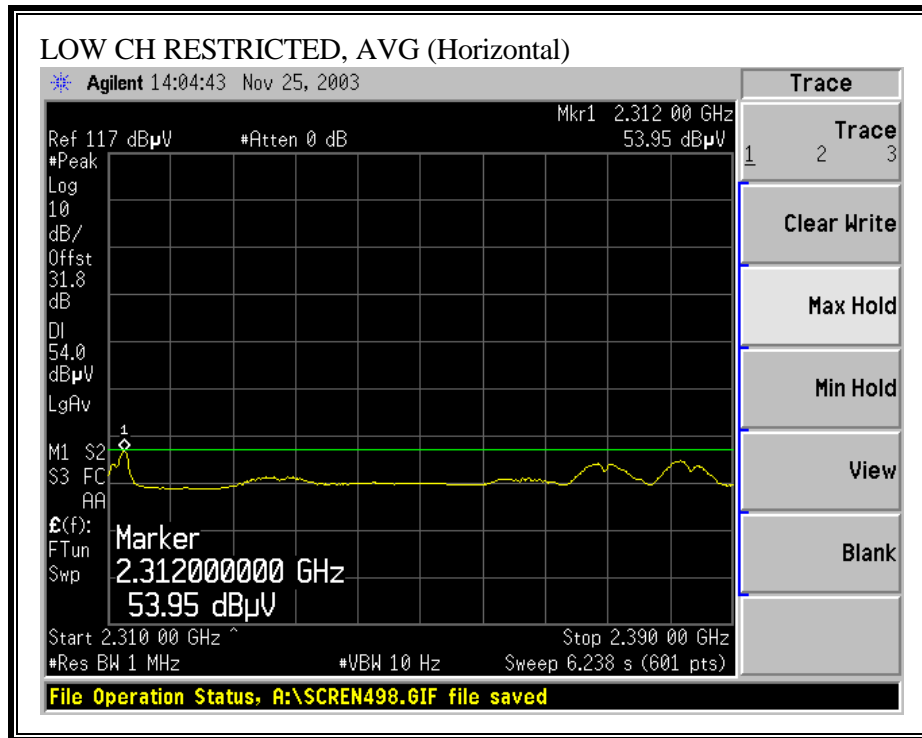 LOW CH RESTRICTED, AVG (Horizontal)
Agilent 14:04:43 Nov 25, 2003
Trace
Mkr1 2.312 00 GHz
Ref 117 dBµV #Atten 0 dB 53.95 dBµV
#Peak
Log
10
dB/
Offst
31.8
dB
DI
54.0
dBµV
LgAv
1
M1 S2
S3 FC
AA
£(f):
FTun
Swp
Marker
2.312000000 GHz
53.95 dBµV
Start 2.310 00 GHz ^ Stop 2.390 00 GHz
#Res BW 1 MHz #VBW 10 Hz Sweep 6.238 s (601 pts)
Trace
1 2 3
Clear Write
Max Hold
Min Hold
View
Blank
File Operation Status, A:\SCREN498.GIF file saved